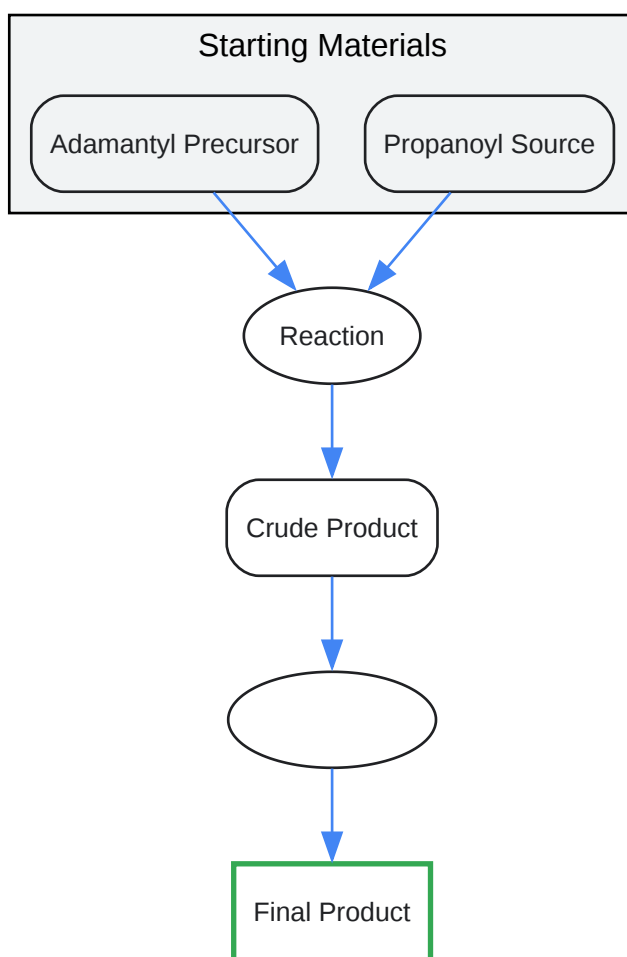 Starting Materials
Adamantyl Precursor
Propanoyl Source
Reaction
Crude Product
Final Product